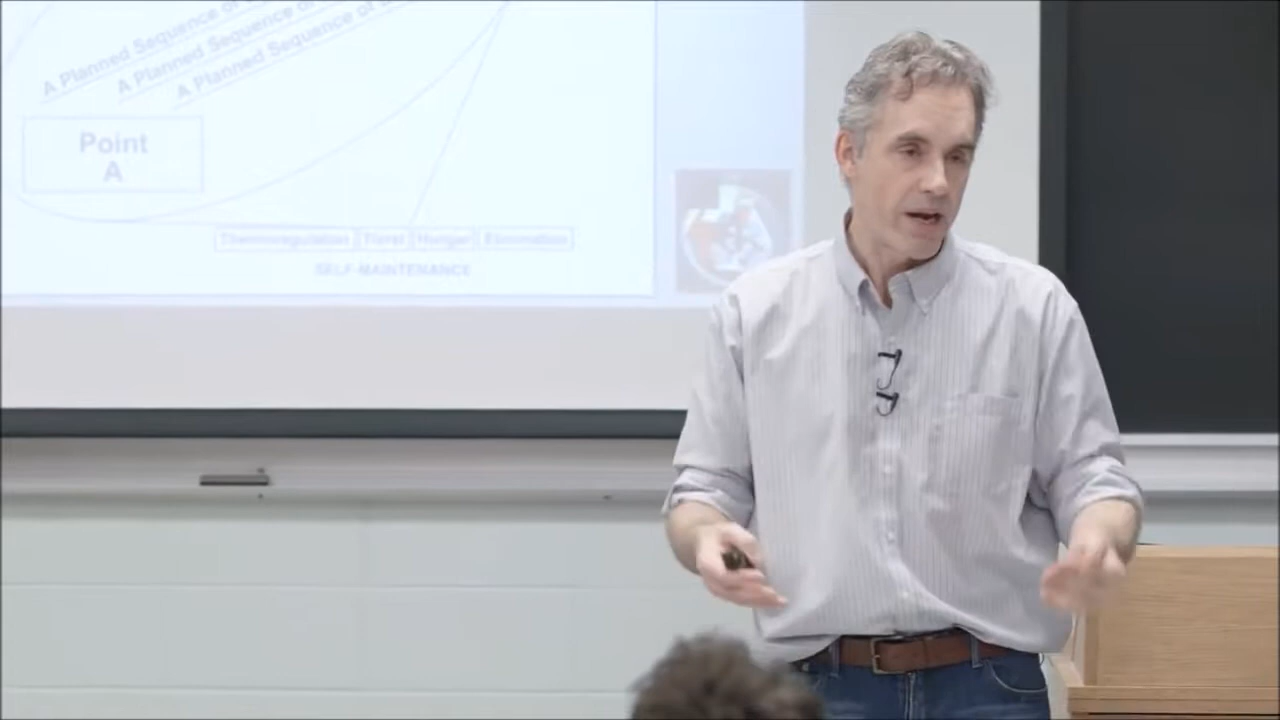 A Planned Sequence of
A Planned Sequence of
A Planned Sequence of
Point
A
Thermoregulation Thirst Hunger Elimination
SELF-MAINTENANCE